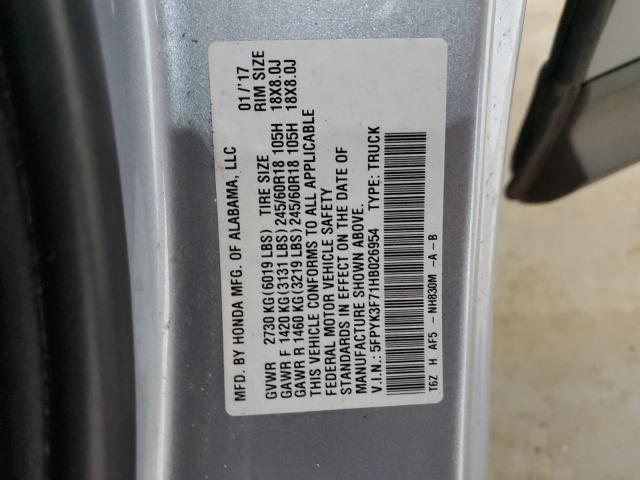 MFD. BY HONDA MFG. OF ALABAMA, LLC 01/'17
GVWR 2730 KG (6019 LBS) TIRE SIZE RIM SIZE
GAWR F 1420 KG(3131 LBS)245/60R18 105H 18X8.0J
GAWR R 1460 KG(3219 LBS)245/60R18 105H 18X8.0J
THIS VEHICLE CONFORMS TO ALL APPLICABLE
FEDERAL MOTOR VEHICLE SAFETY
STANDARDS IN EFFECT ON THE DATE OF
MANUFACTURE SHOWN ABOVE.
V.I.N.: 5FPYK3F71HB026954 TYPE: TRUCK
T6Z H AF5 - NH830M -A-B